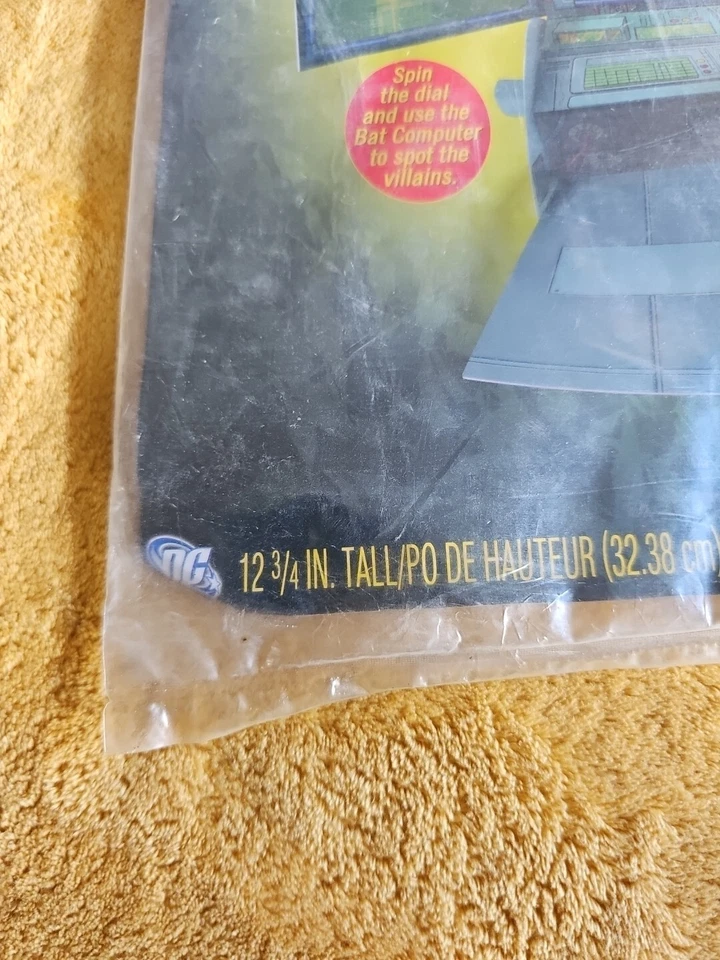 Spin
the dial
and use the
Bat Computer
to spot the
villains.
DC
12 3/4 IN. TALL/PO DE HAUTEUR (32.38 cm)